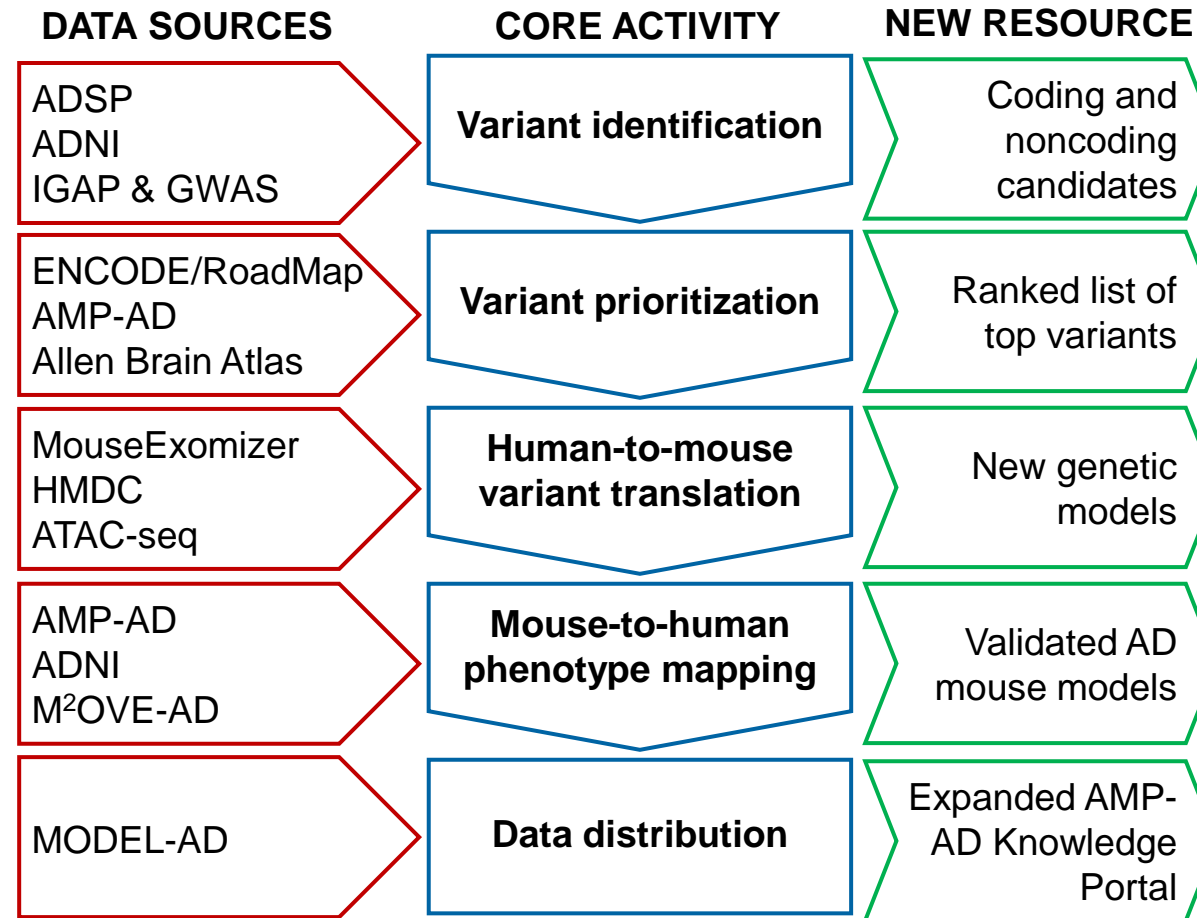 DATA SOURCES
CORE ACTIVITY
NEW RESOURCE
ADSP
ADNI
IGAP & GWAS
Variant identification
Coding and
noncoding
candidates
ENCODE/RoadMap
AMP-AD
Allen Brain Atlas
Variant prioritization
Ranked list of
top variants
MouseExomizer
HMDC
ATAC-seq
Human-to-mouse
variant translation
New genetic
models
AMP-AD
ADNI
M²OVE-AD
Mouse-to-human
phenotype mapping
Validated AD
mouse models
MODEL-AD
Data distribution
Expanded AMP-
AD Knowledge
Portal